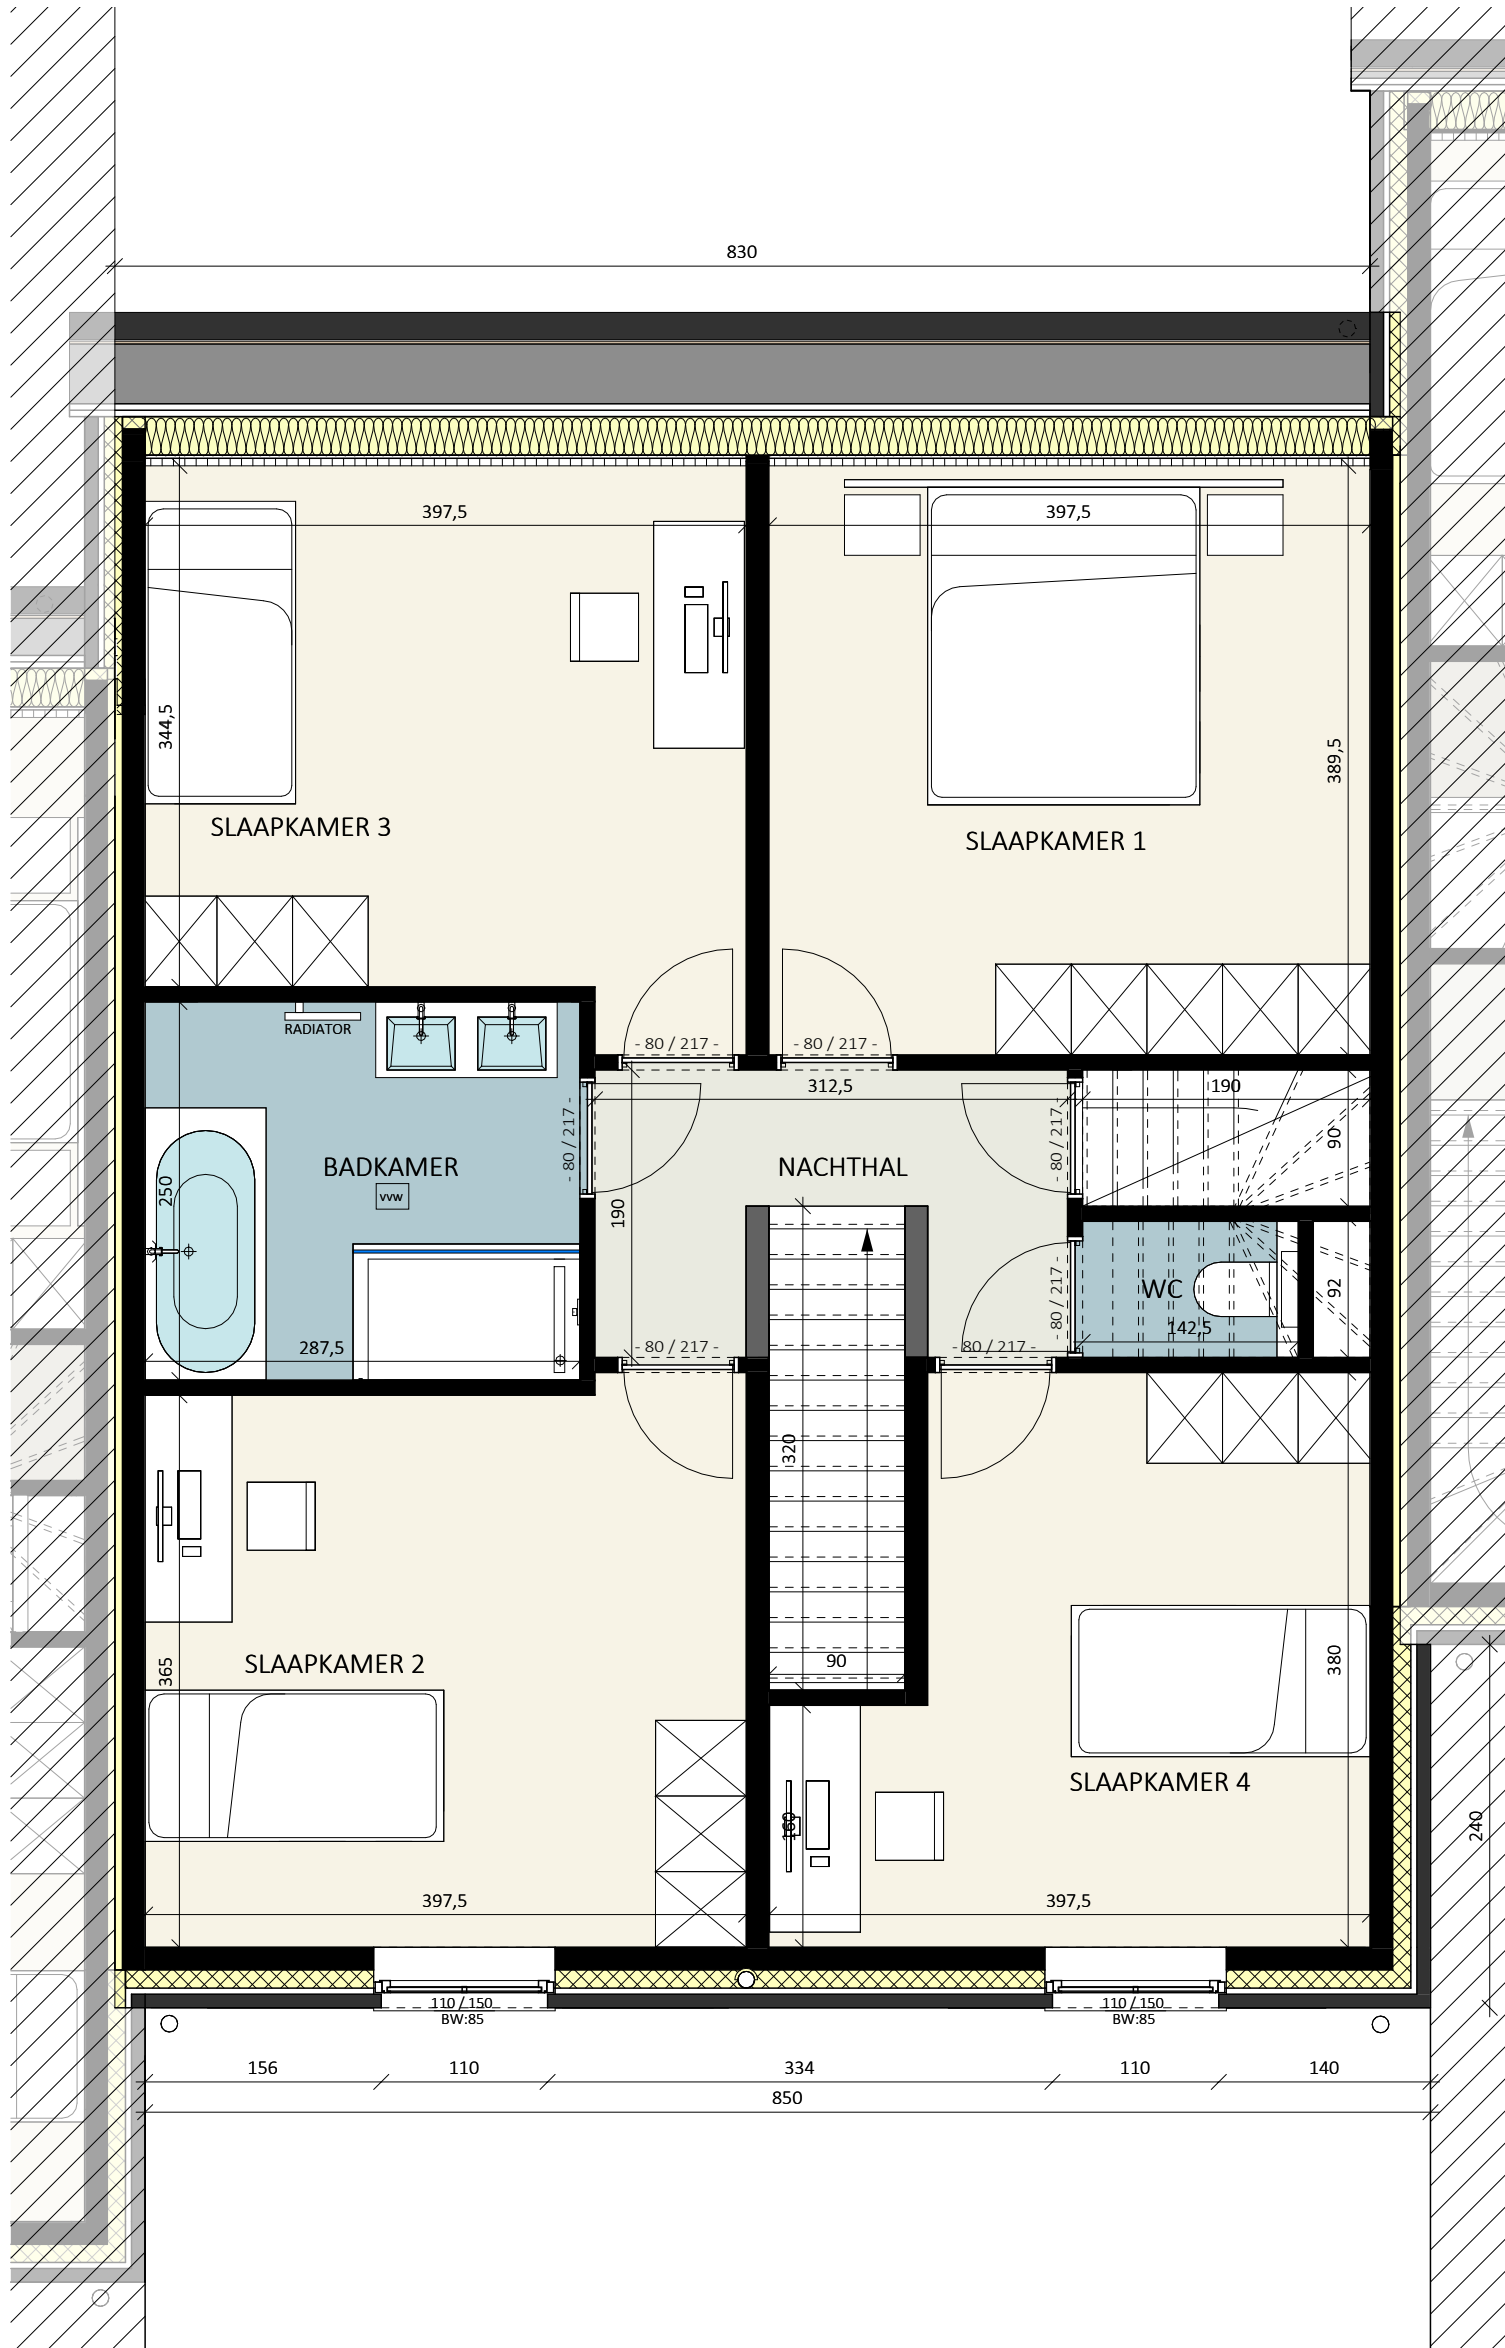 830
397,5
397,5
344,5
389,5
SLAAPKAMER 3
SLAAPKAMER 1
RADIATOR
- 80 / 217 -
- 80 / 217 -
312,5
190
- 80 / 217 -
- 80 / 217 -
90
BADKAMER
NACHTHAL
VVW
250
190
- 80 / 217 -
WC
92
142,5
287,5
- 80 / 217 -
- 80 / 217 -
320
365
SLAAPKAMER 2
90
380
SLAAPKAMER 4
160
240
397,5
397,5
110 / 150
BW:85
110 / 150
BW:85
156
110
334
110
140
850